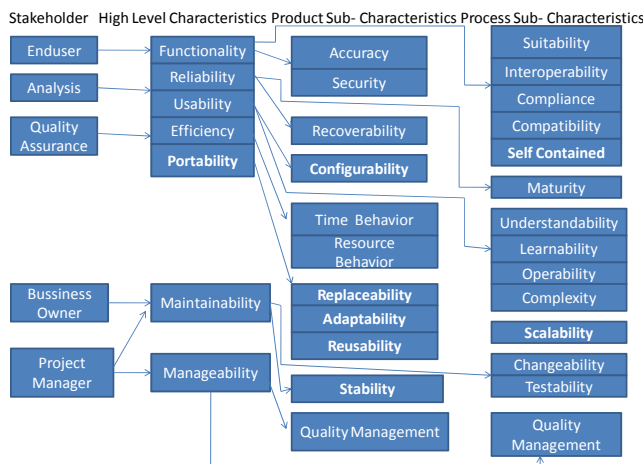 Stakeholder High Level Characteristics Product Sub- Characteristics Process Sub- Characteristics
Enduser
Analysis
Quality
Assurance
Functionality
Reliability
Usability
Efficiency
Portability
Accuracy
Security
Recoverability
Configurability
Time Behavior
Resource
Behavior
Replaceability
Adaptability
Reusability
Stability
Quality Management
Suitability
Interoperability
Compliance
Compatibility
Self Contained
Maturity
Understandability
Learnability
Operability
Complexity
Scalability
Changeability
Testability
Quality
Management
Bussiness
Owner
Project
Manager
Maintainability
Manageability